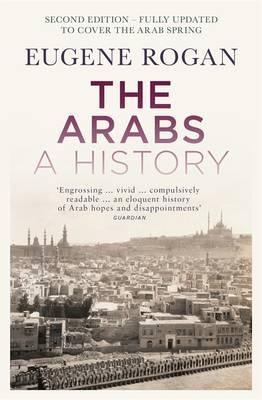 SECOND EDITION – FULLY UPDATED
TO COVER THE ARAB SPRING
EUGENE ROGAN
THE
ARABS
A HISTORY
‘Engrossing ... vivid ... compulsively
readable ... an eloquent history
of Arab hopes and disappointments’
GUARDIAN